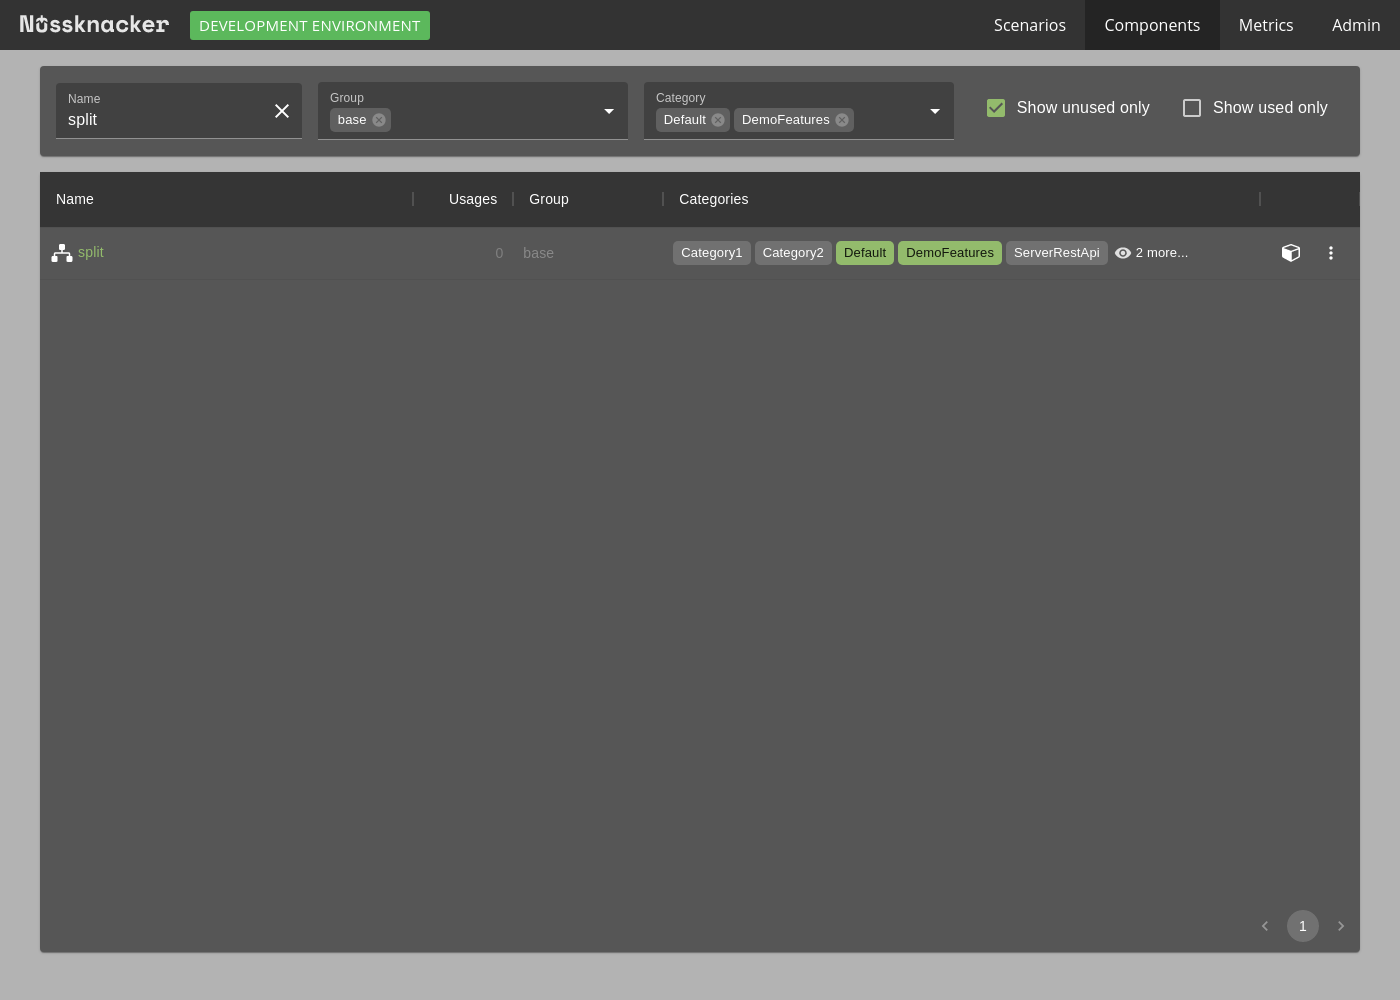 Nussknacker
DEVELOPMENT ENVIRONMENT
Scenarios
Components
Metrics
Admin
Name
split
Group
base
Category
Default
DemoFeatures
Show unused only
Show used only
Name
Usages
Group
Categories
split
0
base
Category1
Category2
Default
DemoFeatures
ServerRestApi
2 more...
1